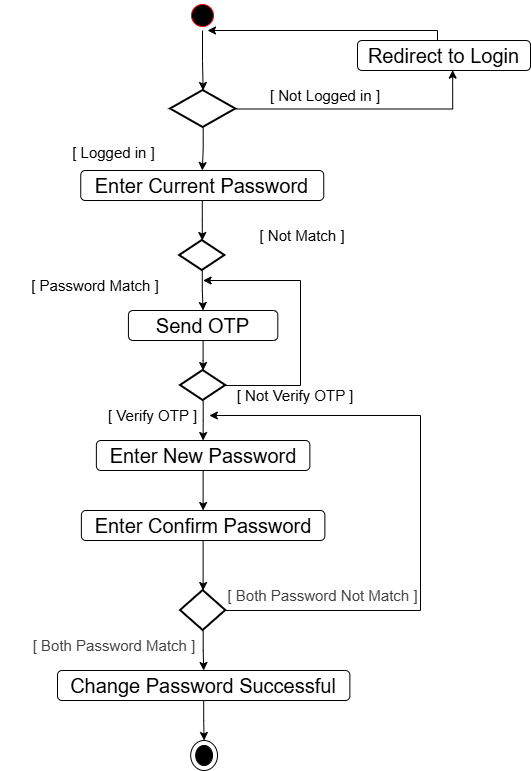 Redirect to Login
[ Not Logged in ]
[ Logged in ]
Enter Current Password
[ Not Match ]
[ Password Match ]
Send OTP
[ Not Verify OTP ]
[ Verify OTP ]
Enter New Password
Enter Confirm Password
[ Both Password Not Match ]
[ Both Password Match ]
Change Password Successful